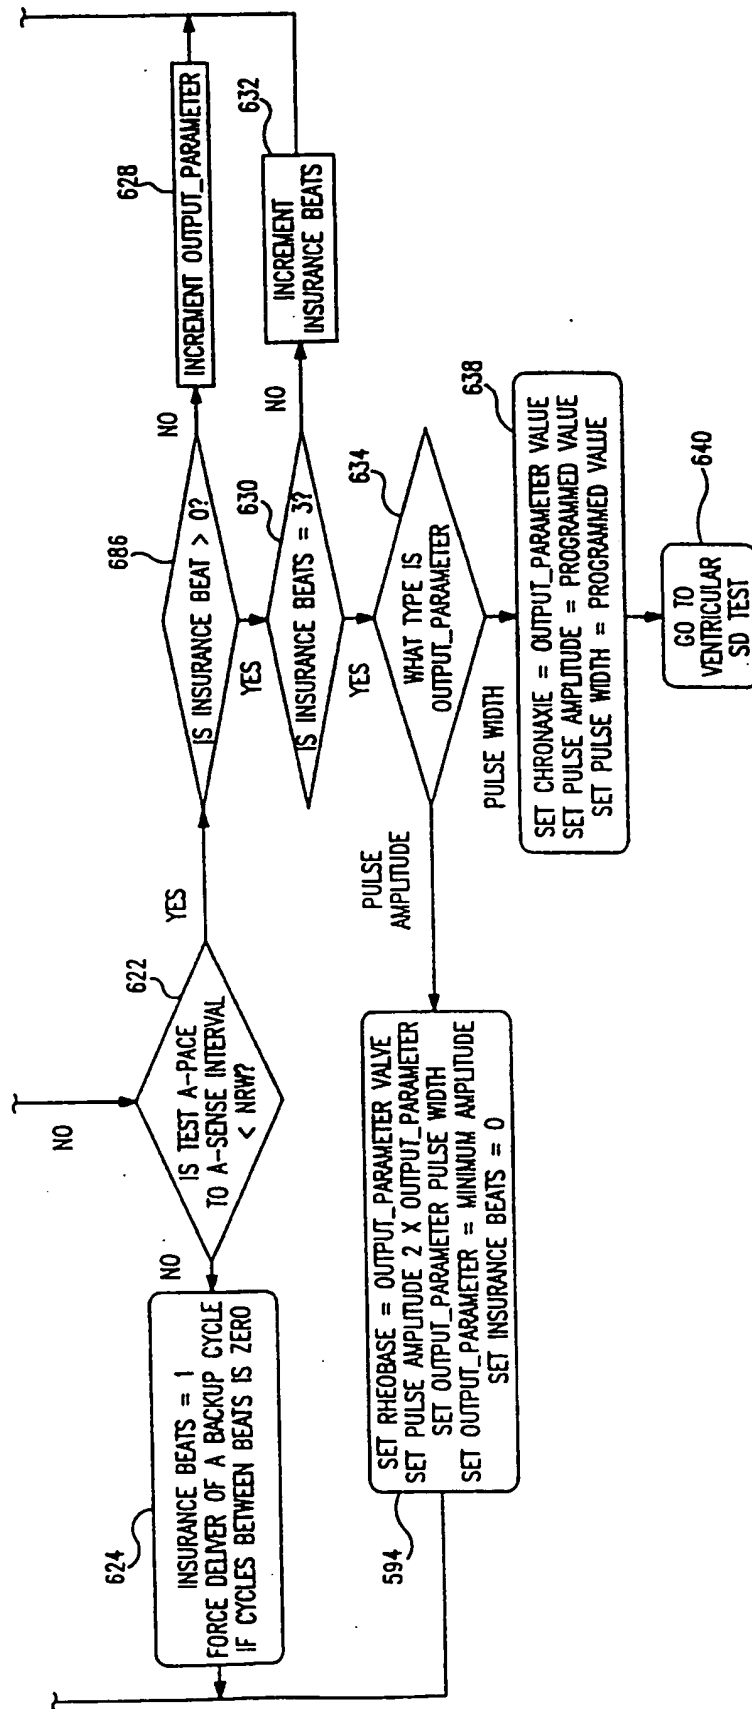 NO
622
IS TEST A-PACE
TO A-SENSE INTERVAL
< NRW?
NO
YES
624
INSURANCE BEATS = 1
FORCE DELIVER OF A BACKUP CYCLE
IF CYCLES BETWEEN BEATS IS ZERO
686
IS INSURANCE BEAT > 0?
NO
628
INCREMENT OUTPUT_PARAMETER
YES
630
IS INSURANCE BEATS = 3?
NO
632
INCREMENT
INSURANCE BEATS
YES
634
WHAT TYPE IS
OUTPUT_PARAMETER
PULSE
AMPLITUDE
PULSE WIDTH
594
SET RHEOBASE = OUTPUT_PARAMETER VALVE
SET PULSE AMPLITUDE 2 X OUTPUT_PARAMETER
SET OUTPUT_PARAMETER PULSE WIDTH
SET OUTPUT_PARAMETER = MINIMUM AMPLITUDE
SET INSURANCE BEATS = 0
638
SET CHRONAXIE = OUTPUT_PARAMETER VALUE
SET PULSE AMPLITUDE = PROGRAMMED VALUE
SET PULSE WIDTH = PROGRAMMED VALUE
640
GO TO
VENTRICULAR
SD TEST